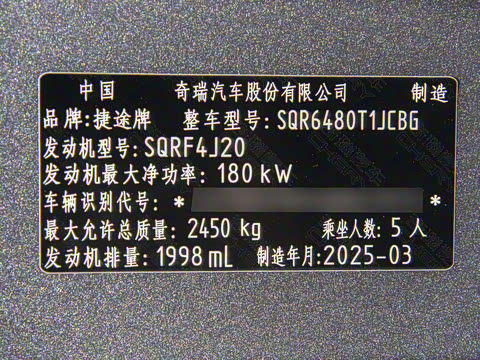 中国 奇瑞汽车股份有限公司 制造
品牌:捷途牌 整车型号:SQR6480T1JCBG
发动机型号:SQRF4J20
发动机最大净功率:180 kW
车辆识别代号: * *
最大允许总质量:2450 kg 乘坐人数:5 人
发动机排量:1998 mL 制造年月:2025-03